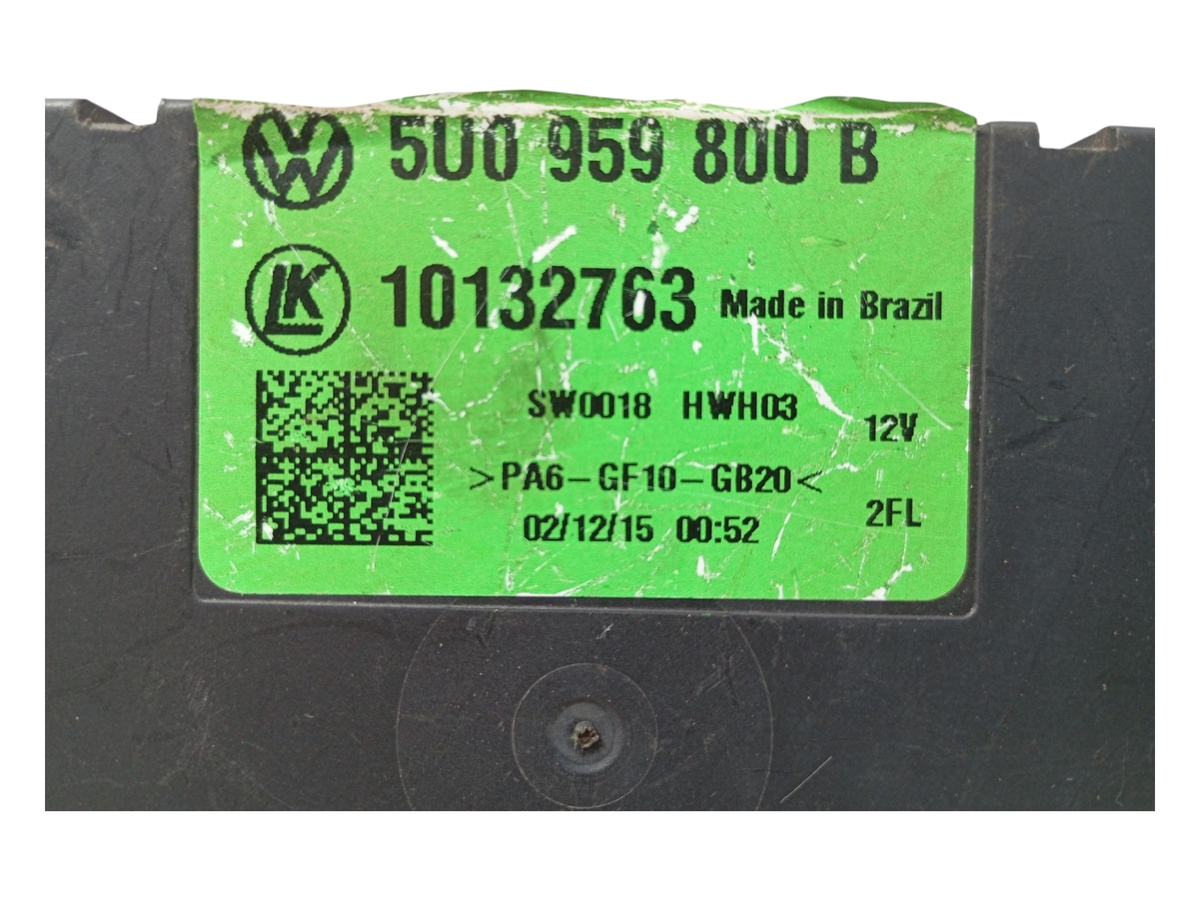 5U0 959 800 B
LK 10132763 Made in Brazil
SW0018 HWH03
12V
>PA6-GF10-GB20<
2FL
02/12/15 00:52